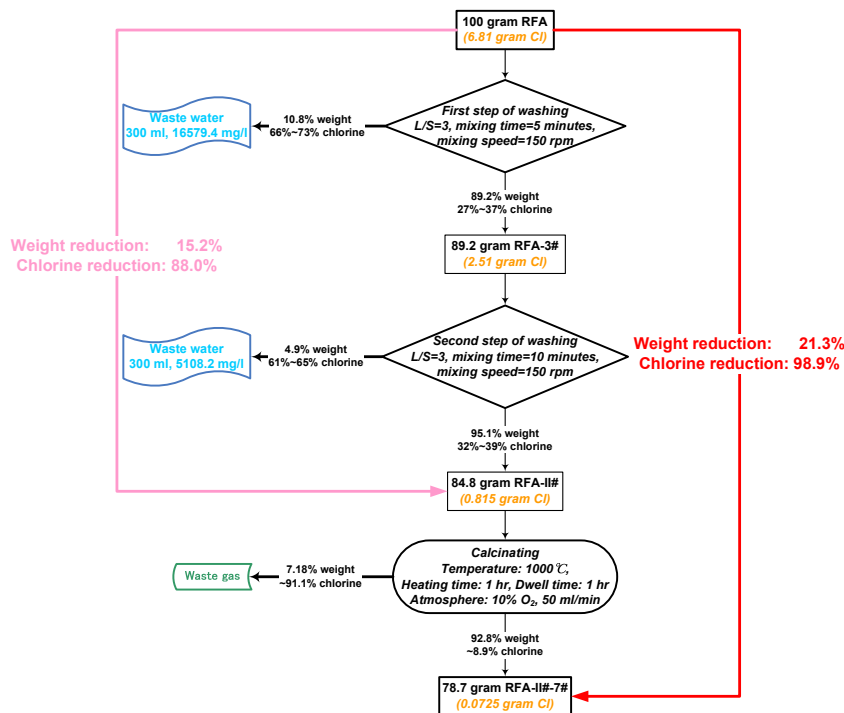 100 gram RFA
(6.81 gram Cl)
First step of washing
L/S=3, mixing time=5 minutes,
mixing speed=150 rpm
10.8% weight
66%~73% chlorine
Waste water
300 ml, 16579.4 mg/l
89.2% weight
27%~37% chlorine
Weight reduction: 15.2%
Chlorine reduction: 88.0%
89.2 gram RFA-3#
(2.51 gram Cl)
Second step of washing
L/S=3, mixing time=10 minutes,
mixing speed=150 rpm
4.9% weight
61%~65% chlorine
Waste water
300 ml, 5108.2 mg/l
Weight reduction: 21.3%
Chlorine reduction: 98.9%
95.1% weight
32%~39% chlorine
84.8 gram RFA-II#
(0.815 gram Cl)
Calcinating
Temperature: 1000℃,
Heating time: 1 hr, Dwell time: 1 hr
Atmosphere: 10% O₂, 50 ml/min
7.18% weight
~91.1% chlorine
Waste gas
92.8% weight
~8.9% chlorine
78.7 gram RFA-II#-7#
(0.0725 gram Cl)